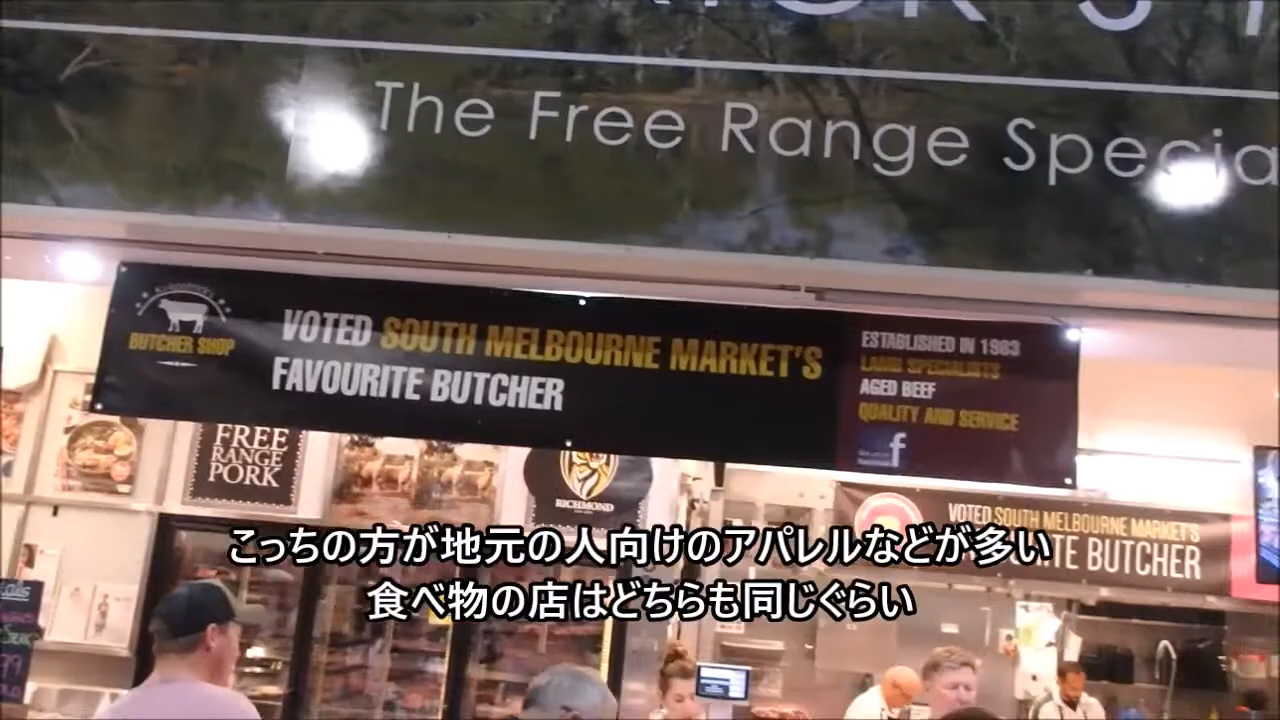 The Free Range Specia
BUTCHER SHOP
VOTED SOUTH MELBOURNE MARKET'S
FAVOURITE BUTCHER
ESTABLISHED IN 1983
LAMB SPECIALISTS
AGED BEEF
QUALITY AND SERVICE
f
FREE
RANGE
PORK
RICHMOND
VOTED SOUTH MELBOURNE MARKET'S
BUTCHER
こっちの方が地元の人向けのアパレルなどが多い
食べ物の店はどちらも同じぐらい